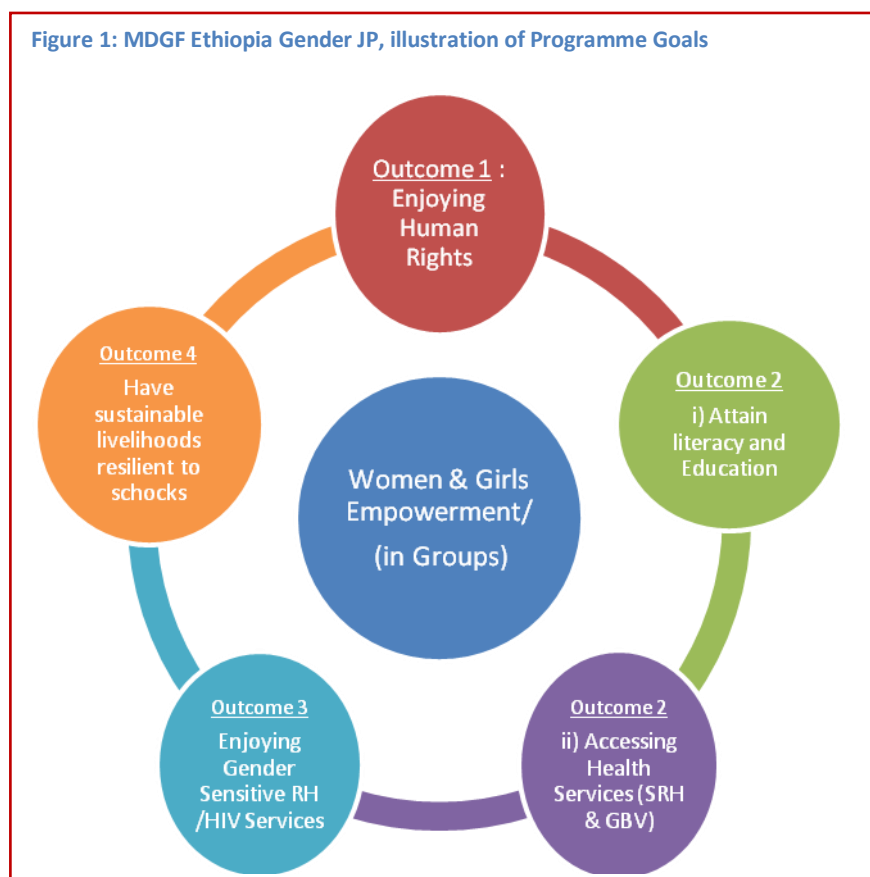 Figure 1: MDGF Ethiopia Gender JP, illustration of Programme Goals
Outcome 1 :
Enjoying
Human
Rights
Outcome 2
i) Attain
literacy and
Education
Outcome 2
ii) Accessing
Health
Services (SRH
& GBV)
Outcome 3
Enjoying
Gender
Sensitive RH
/HIV Services
Outcome 4
Have
sustainable
livelihoods
resilient to
schocks
Women & Girls
Empowerment/
(in Groups)